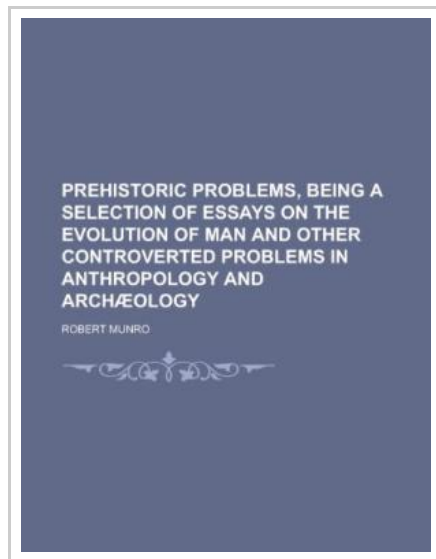 PREHISTORIC PROBLEMS, BEING A
SELECTION OF ESSAYS ON THE
EVOLUTION OF MAN AND OTHER
CONTROVERTED PROBLEMS IN
ANTHROPOLOGY AND
ARCHÆOLOGY
ROBERT MUNRO